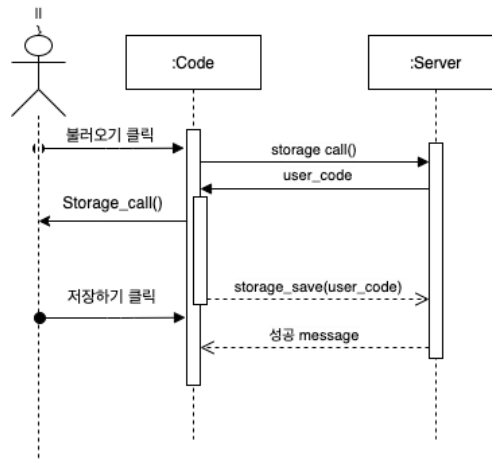 :Code
:Server
불러오기 클릭
storage call()
user_code
Storage_call()
storage_save(user_code)
저장하기 클릭
성공 message